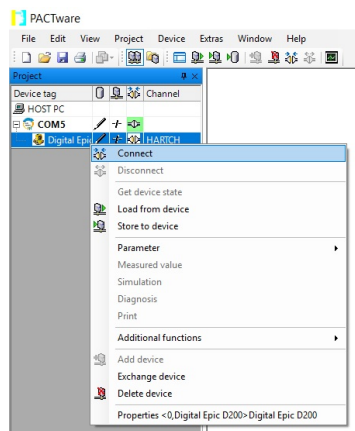 PACTware
File Edit View Project Device Extras Window Help
Project
Device tag Channel
HOST PC
COM5
Digital Epic HARTCH
Connect
Disconnect
Get device state
Load from device
Store to device
Parameter
Measured value
Simulation
Diagnosis
Print
Additional functions
Add device
Exchange device
Delete device
Properties <0,Digital Epic D200>Digital Epic D200